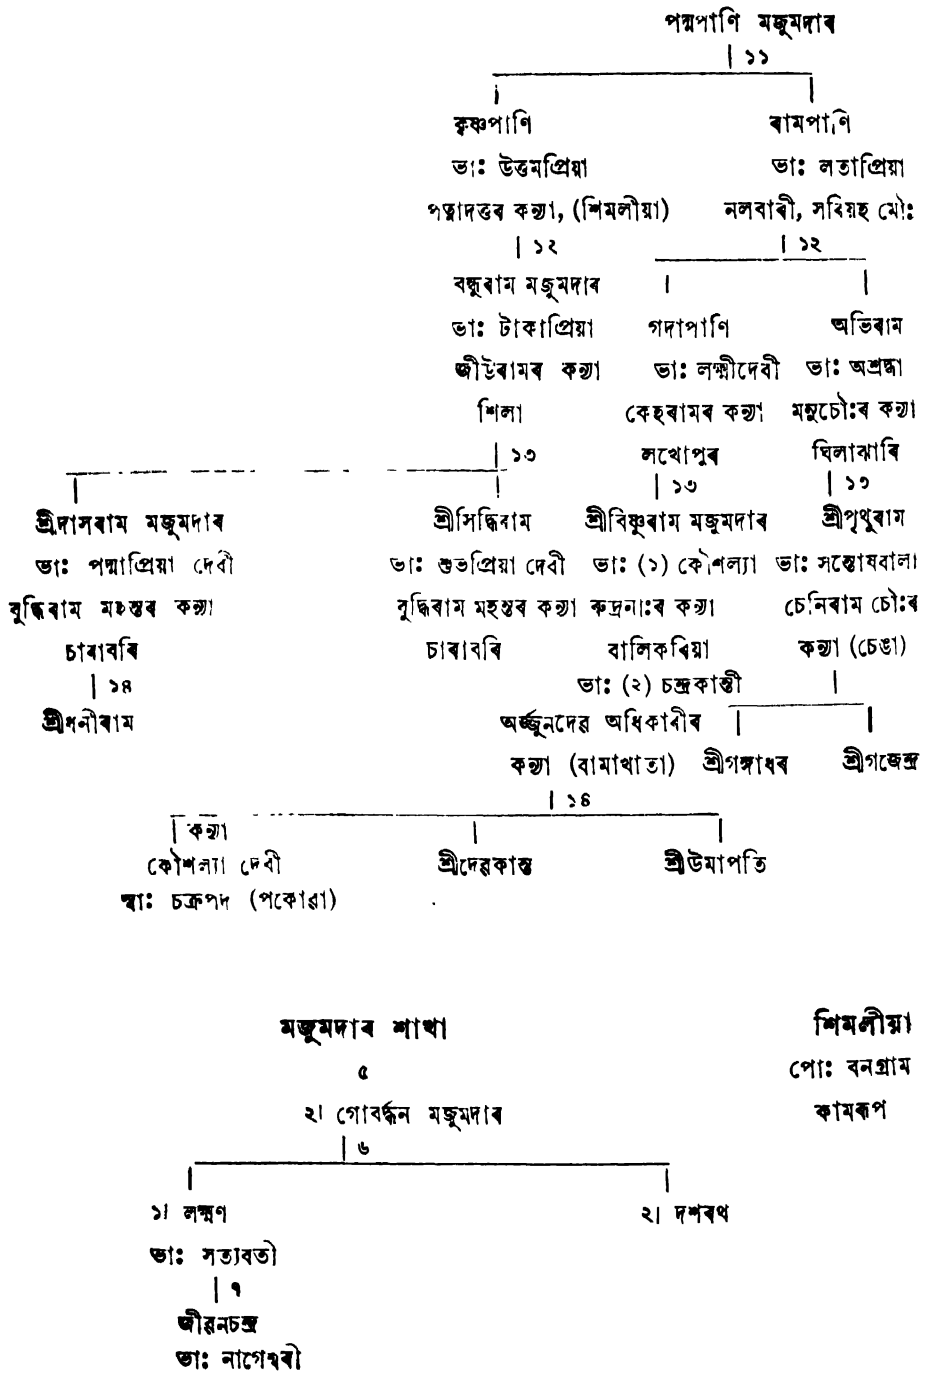 পদ্মপাণি মজুমদাৰ
১১
কৃষ্ণপাণি ৰামপাণি
ভা: উত্তমপ্ৰিয়া ভা: লতাপ্ৰিয়া
পত্মাদত্তৰ কন্যা, (শিমলীয়া) নলবাৰী, সৰিয়হ মৌ:
১২ ১২
বন্ধুৰাম মজুমদাৰ
ভা: টাকাপ্ৰিয়া গদাপাণি অভিৰাম
জীউৰামৰ কন্যা ভা: লক্ষ্মীদেবী ভা: অশ্ৰদ্ধা
শিলা কেহৰামৰ কন্যা মনুচৌ:ৰ কন্যা
১৩ লখোপুৰ ঘিলাঝাৰি
১৩ ১৩
শ্ৰীদাসৰাম মজুমদাৰ শ্ৰীসিদ্ধিৰাম শ্ৰীবিষ্ণুৰাম মজুমদাৰ শ্ৰীপৃথুৰাম
ভা: পদ্মাপ্ৰিয়া দেবী ভা: শুভপ্ৰিয়া দেবী ভা: (১) কৌশল্যা ভা: সন্তোষবালা
বুদ্ধিৰাম মহন্তৰ কন্যা বুদ্ধিৰাম মহন্তৰ কন্যা ৰুদ্ৰনা:ৰ কন্যা চেনিৰাম চৌ:ৰ
চাৰাবৰি চাৰাবৰি বালিকৰিয়া কন্যা (চেঙা)
১৪ ভা: (২) চন্দ্ৰকান্তী
শ্ৰীধনীৰাম অৰ্জ্জুনদেৱ অধিকাৰীৰ
কন্যা (বামাখাতা) শ্ৰীগঙ্গাধৰ শ্ৰীগজেন্দ্ৰ
১৪
কন্যা
কৌশল্যা দেবী শ্ৰীদেৱকান্ত শ্ৰীউমাপতি
স্বা: চক্ৰপদ (পকোৱা)
মজুমদাৰ শাখা শিমলীয়া
৫ পো: বনগ্ৰাম
২। গোবৰ্দ্ধন মজুমদাৰ কামৰূপ
৬
১। লক্ষ্মণ ২। দশৰথ
ভা: সত্যবতী
৭
জীৱনচন্দ্ৰ
ভা: নাগেশ্বৰী